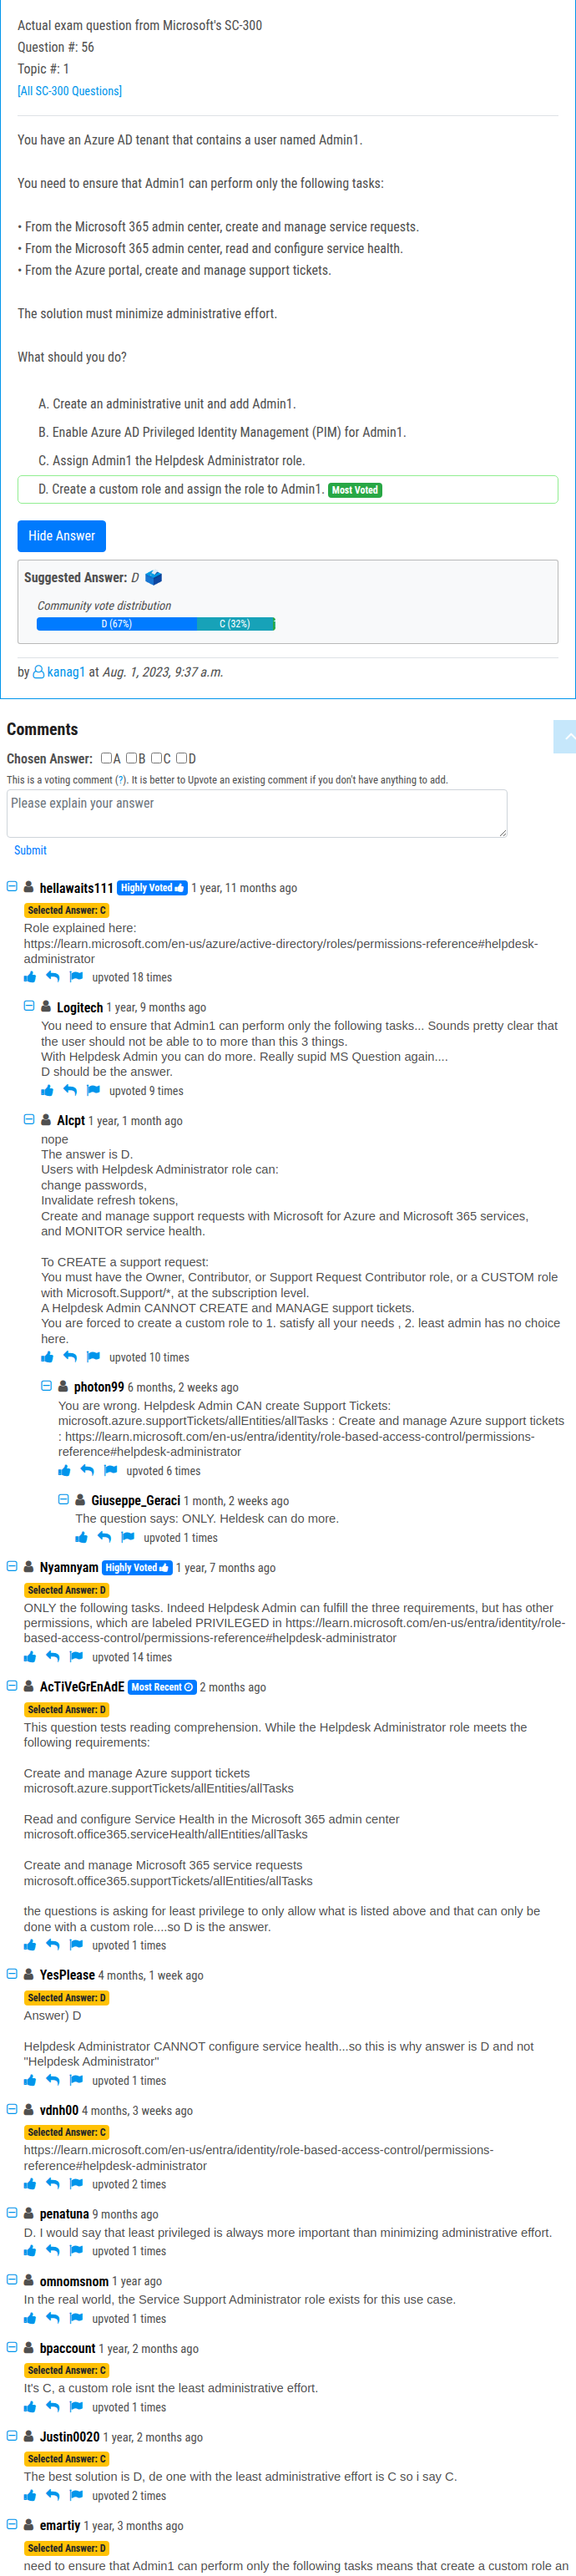 Actual exam question from Microsoft's SC-300
Question #: 56
Topic #: 1
[All SC-300 Questions]
You have an Azure AD tenant that contains a user named Admin1.
You need to ensure that Admin1 can perform only the following tasks:
• From the Microsoft 365 admin center, create and manage service requests.
• From the Microsoft 365 admin center, read and configure service health.
• From the Azure portal, create and manage support tickets.
The solution must minimize administrative effort.
What should you do?
A. Create an administrative unit and add Admin1.
B. Enable Azure AD Privileged Identity Management (PIM) for Admin1.
C. Assign Admin1 the Helpdesk Administrator role.
D. Create a custom role and assign the role to Admin1. Most Voted
Hide Answer
Suggested Answer: D
Community vote distribution
D (67%) C (32%)
by kanag1 at Aug. 1, 2023, 9:37 a.m.
Comments
Chosen Answer: A B C D
This is a voting comment (?). It is better to Upvote an existing comment if you don't have anything to add.
Please explain your answer
Submit
hellawaits111 Highly Voted 1 year, 11 months ago
Selected Answer: C
Role explained here:
https://learn.microsoft.com/en-us/azure/active-directory/roles/permissions-reference#helpdesk-
administrator
upvoted 18 times
Logitech 1 year, 9 months ago
You need to ensure that Admin1 can perform only the following tasks... Sounds pretty clear that
the user should not be able to to more than this 3 things.
With Helpdesk Admin you can do more. Really supid MS Question again....
D should be the answer.
upvoted 9 times
Alcpt 1 year, 1 month ago
nope
The answer is D.
Users with Helpdesk Administrator role can:
change passwords,
Invalidate refresh tokens,
Create and manage support requests with Microsoft for Azure and Microsoft 365 services,
and MONITOR service health.
To CREATE a support request:
You must have the Owner, Contributor, or Support Request Contributor role, or a CUSTOM role
with Microsoft.Support/*, at the subscription level.
A Helpdesk Admin CANNOT CREATE and MANAGE support tickets.
You are forced to create a custom role to 1. satisfy all your needs , 2. least admin has no choice
here.
upvoted 10 times
photon99 6 months, 2 weeks ago
You are wrong. Helpdesk Admin CAN create Support Tickets:
microsoft.azure.supportTickets/allEntities/allTasks : Create and manage Azure support tickets
: https://learn.microsoft.com/en-us/entra/identity/role-based-access-control/permissions-
reference#helpdesk-administrator
upvoted 6 times
Giuseppe_Geraci 1 month, 2 weeks ago
The question says: ONLY. Heldesk can do more.
upvoted 1 times
Nyamnyam Highly Voted 1 year, 7 months ago
Selected Answer: D
ONLY the following tasks. Indeed Helpdesk Admin can fulfill the three requirements, but has other
permissions, which are labeled PRIVILEGED in https://learn.microsoft.com/en-us/entra/identity/role-
based-access-control/permissions-reference#helpdesk-administrator
upvoted 14 times
AcTiVeGrEnAdE Most Recent 2 months ago
Selected Answer: D
This question tests reading comprehension. While the Helpdesk Administrator role meets the
following requirements:
Create and manage Azure support tickets
microsoft.azure.supportTickets/allEntities/allTasks
Read and configure Service Health in the Microsoft 365 admin center
microsoft.office365.serviceHealth/allEntities/allTasks
Create and manage Microsoft 365 service requests
microsoft.office365.supportTickets/allEntities/allTasks
the questions is asking for least privilege to only allow what is listed above and that can only be
done with a custom role....so D is the answer.
upvoted 1 times
YesPlease 4 months, 1 week ago
Selected Answer: D
Answer) D
Helpdesk Administrator CANNOT configure service health...so this is why answer is D and not
"Helpdesk Administrator"
upvoted 1 times
vdnh00 4 months, 3 weeks ago
Selected Answer: C
https://learn.microsoft.com/en-us/entra/identity/role-based-access-control/permissions-
reference#helpdesk-administrator
upvoted 2 times
penatuna 9 months ago
D. I would say that least privileged is always more important than minimizing administrative effort.
upvoted 1 times
omnomsnom 1 year ago
In the real world, the Service Support Administrator role exists for this use case.
upvoted 1 times
bpaccount 1 year, 2 months ago
Selected Answer: C
It's C, a custom role isnt the least administrative effort.
upvoted 1 times
Justin0020 1 year, 2 months ago
Selected Answer: C
The best solution is D, de one with the least administrative effort is C so i say C.
upvoted 2 times
emartiy 1 year, 3 months ago
Selected Answer: D
need to ensure that Admin1 can perform only the following tasks means that create a custom role an